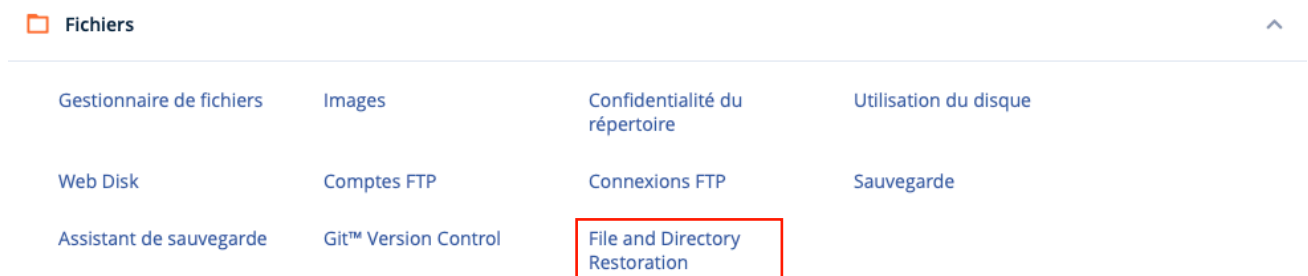 Fichiers
Gestionnaire de fichiers
Images
Confidentialité du
répertoire
Utilisation du disque
Web Disk
Comptes FTP
Connexions FTP
Sauvegarde
Assistant de sauvegarde
Git™ Version Control
File and Directory
Restoration